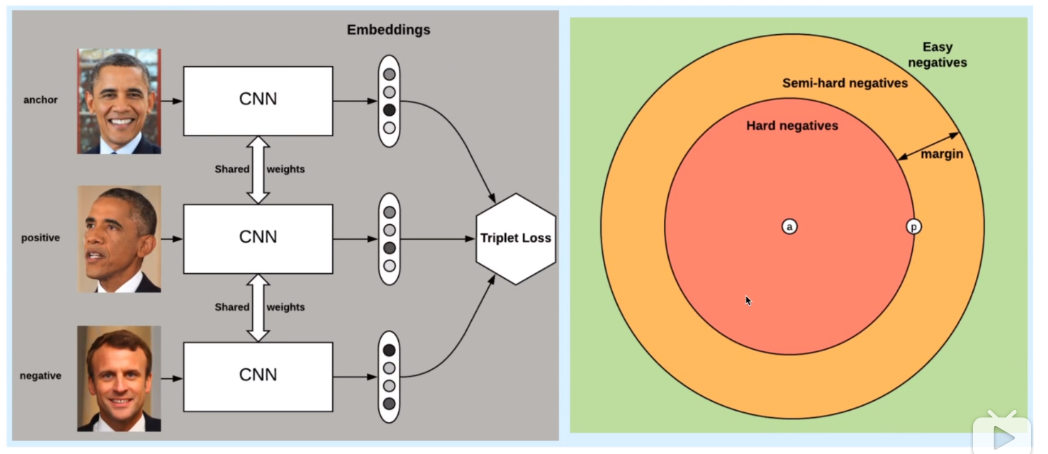 Embeddings
anchor
CNN
Shared weights
positive
CNN
Triplet Loss
Shared weights
negative
CNN
Easy
negatives
Semi-hard negatives
Hard negatives
margin
a
p